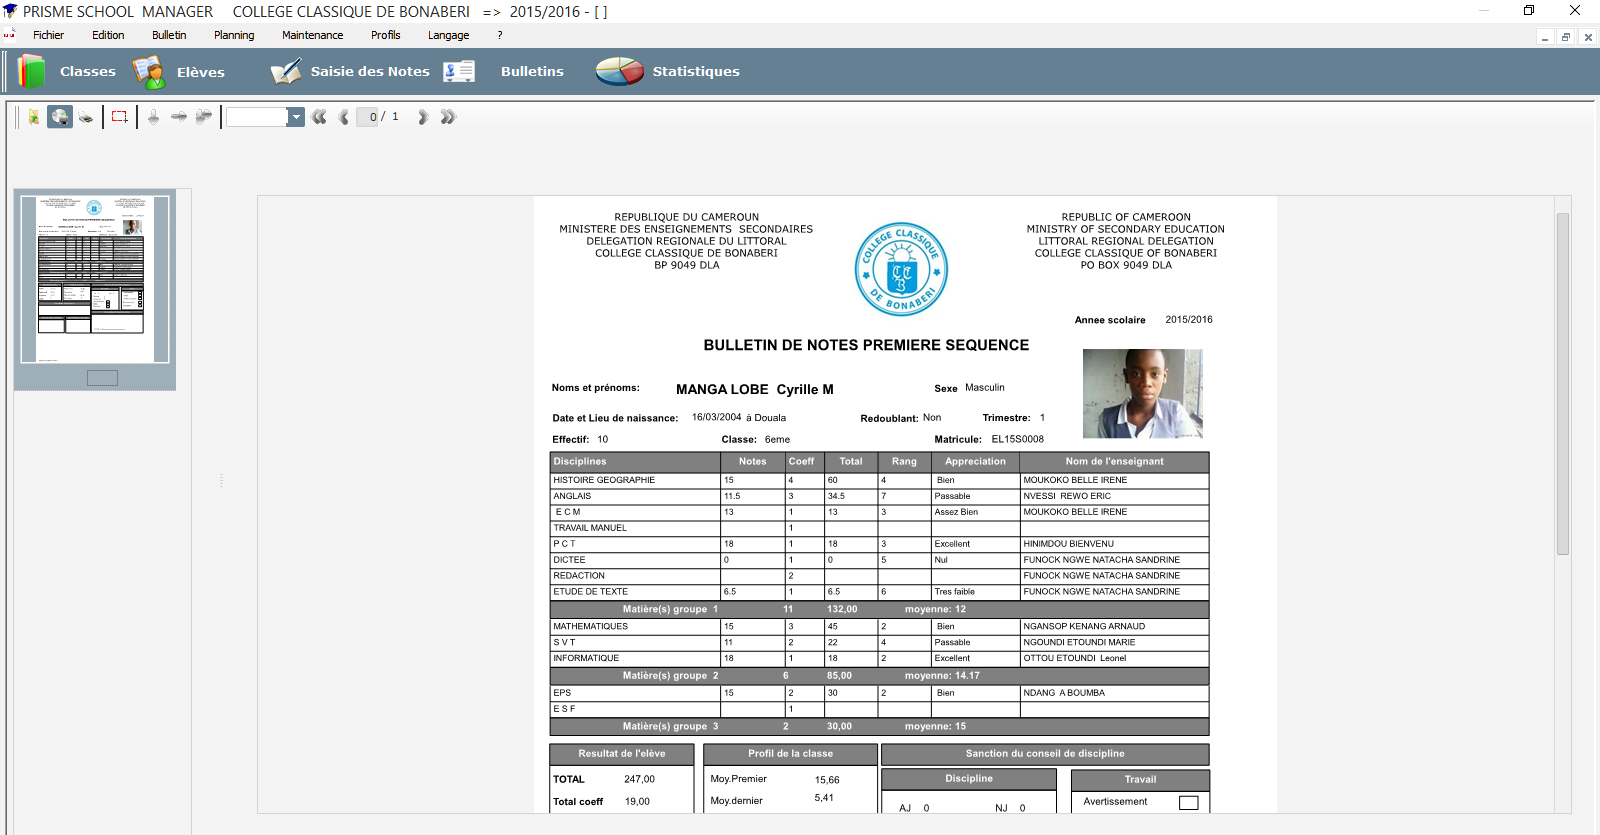 PRISME SCHOOL  MANAGER     COLLEGE CLASSIQUE DE BONABERI   =>  2015/2016 - [ ]
Fichier Edition Bulletin Planning Maintenance Profils Langage ?
Classes Elèves Saisie des Notes Bulletins Statistiques
0 / 1
REPUBLIQUE DU CAMEROUN
MINISTERE DES ENSEIGNEMENTS  SECONDAIRES
DELEGATION REGIONALE DU LITTORAL
COLLEGE CLASSIQUE DE BONABERI
BP 9049 DLA
COLLEGE CLASSIQUE
C C
B
DE BONABERI
REPUBLIC OF CAMEROON
MINISTRY OF SECONDARY EDUCATION
LITTORAL REGIONAL DELEGATION
COLLEGE CLASSIQUE OF BONABERI
PO BOX 9049 DLA
Annee scolaire 2015/2016
BULLETIN DE NOTES PREMIERE SEQUENCE
Noms et prénoms: MANGA LOBE  Cyrille M Sexe Masculin
Date et Lieu de naissance: 16/03/2004 à Douala Redoublant: Non Trimestre: 1
Effectif: 10 Classe: 6eme Matricule: EL15S0008
Disciplines Notes Coeff Total Rang Appreciation Nom de l'enseignant
HISTOIRE GEOGRAPHIE 15 4 60 4 Bien MOUKOKO BELLE IRENE
ANGLAIS 11.5 3 34.5 7 Passable NVESSI  REWO ERIC
E C M 13 1 13 3 Assez Bien MOUKOKO BELLE IRENE
TRAVAIL MANUEL 1
P C T 18 1 18 3 Excellent HINIMDOU BIENVENU
DICTEE 0 1 0 5 Nul FUNOCK NGWE NATACHA SANDRINE
REDACTION 2 FUNOCK NGWE NATACHA SANDRINE
ETUDE DE TEXTE 6.5 1 6.5 6 Tres faible FUNOCK NGWE NATACHA SANDRINE
Matière(s) groupe 1 11 132,00 moyenne: 12
MATHEMATIQUES 15 3 45 2 Bien NGANSOP KENANG ARNAUD
S V T 11 2 22 4 Passable NGOUNDI ETOUNDI MARIE
INFORMATIQUE 18 1 18 2 Excellent OTTOU ETOUNDI  Leonel
Matière(s) groupe 2 6 85,00 moyenne: 14.17
EPS 15 2 30 2 Bien NDANG  A BOUMBA
E S F 1
Matière(s) groupe 3 2 30,00 moyenne: 15
Resultat de l'elève Profil de la classe Sanction du conseil de discipline
TOTAL 247,00 Moy.Premier 15,66 Discipline Travail
Total coeff 19,00 Moy.dernier 5,41 AJ 0 NJ 0 Avertissement